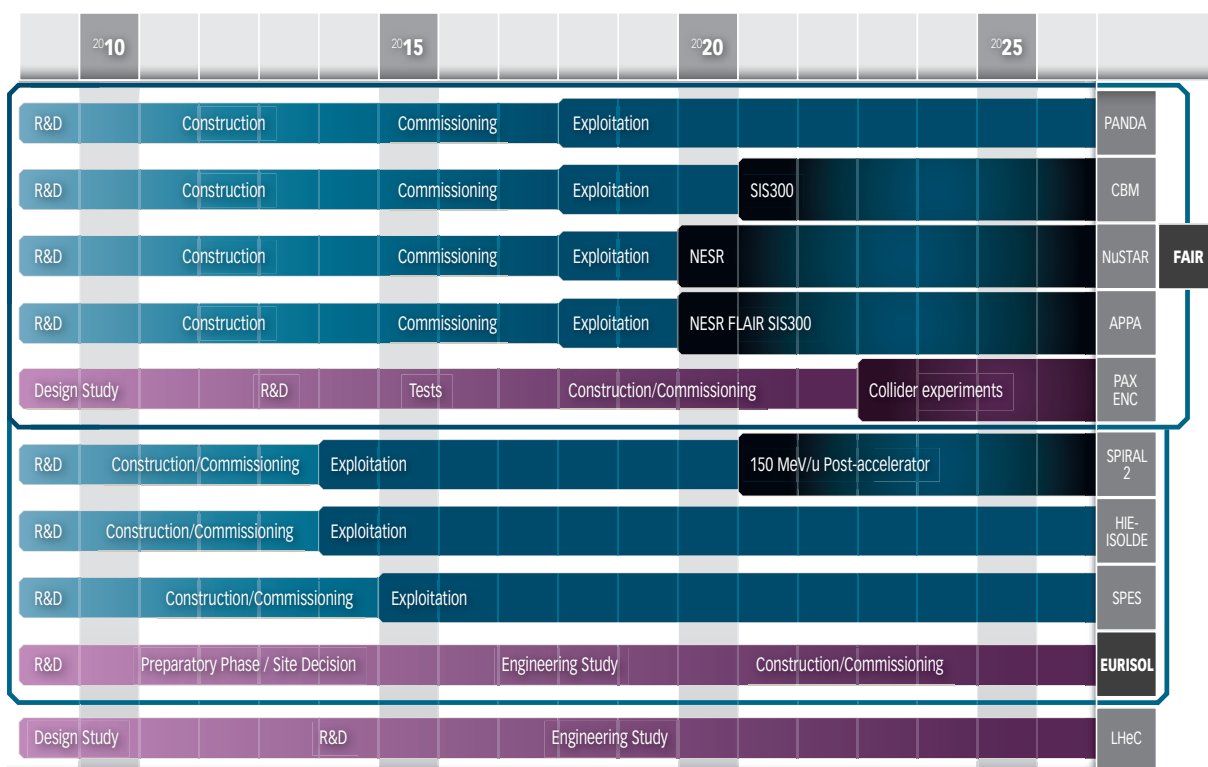 2010 2015 2020 2025
R&D Construction Commissioning Exploitation PANDA
R&D Construction Commissioning Exploitation SIS300 CBM
R&D Construction Commissioning Exploitation NESR NuSTAR FAIR
R&D Construction Commissioning Exploitation NESR FLAIR SIS300 APPA
Design Study R&D Tests Construction/Commissioning Collider experiments PAX
ENC
R&D Construction/Commissioning Exploitation 150 MeV/u Post-accelerator SPIRAL
2
R&D Construction/Commissioning Exploitation HIE-
ISOLDE
R&D Construction/Commissioning Exploitation SPES
R&D Preparatory Phase / Site Decision Engineering Study Construction/Commissioning EURISOL
Design Study R&D Engineering Study LHeC